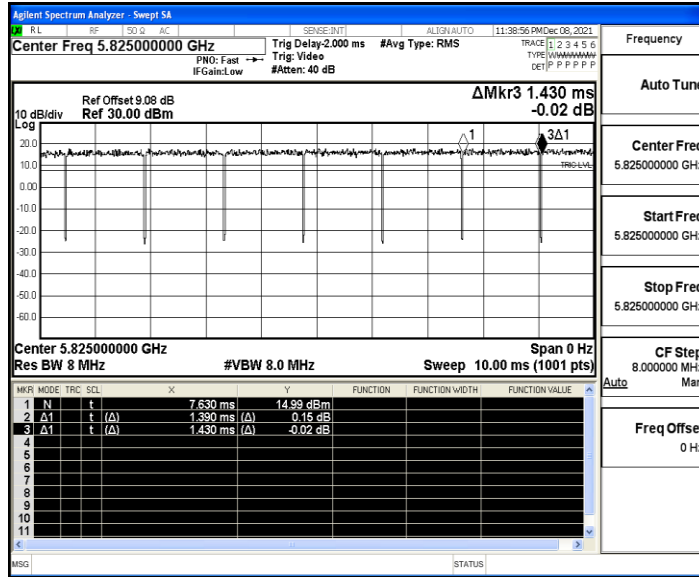 Agilent Spectrum Analyzer - Swept SA
RL RF 50 Ω AC SENSE:INT ALIGNAUTO 11:38:56 PM Dec 08, 2021
Center Freq 5.825000000 GHz
PNO: Fast
IFGain:Low
Trig Delay-2.000 ms
Trig: Video
#Atten: 40 dB
#Avg Type: RMS
TRACE 1 2 3 4 5 6
TYPE
DET P P P P P P
Ref Offset 9.08 dB
10 dB/div Ref 30.00 dBm
Log
ΔMkr3 1.430 ms
-0.02 dB
20.0
10.0
0.00
-10.0
-20.0
-30.0
-40.0
-50.0
-60.0
1
3Δ1
TRIG LVL
Center 5.825000000 GHz Span 0 Hz
Res BW 8 MHz #VBW 8.0 MHz Sweep 10.00 ms (1001 pts)
MKR MODE TRC SCL X Y FUNCTION FUNCTION WIDTH FUNCTION VALUE
1 N t 7.630 ms 14.99 dBm
2 Δ1 t (Δ) 1.390 ms (Δ) 0.15 dB
3 Δ1 t (Δ) 1.430 ms (Δ) -0.02 dB
4
5
6
7
8
9
10
11
MSG STATUS
Frequency
Auto Tune
Center Freq
5.825000000 GHz
Start Freq
5.825000000 GHz
Stop Freq
5.825000000 GHz
CF Step
8.000000 MHz
Auto Man
Freq Offset
0 Hz